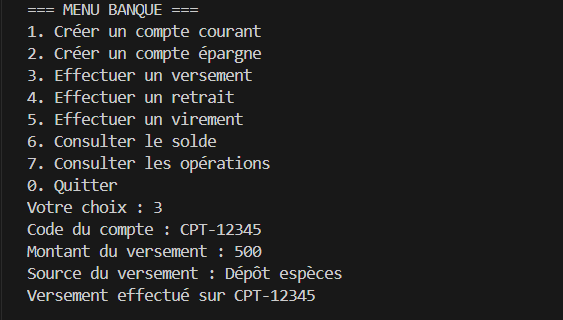 === MENU BANQUE ===
1. Créer un compte courant
2. Créer un compte épargne
3. Effectuer un versement
4. Effectuer un retrait
5. Effectuer un virement
6. Consulter le solde
7. Consulter les opérations
0. Quitter
Votre choix : 3
Code du compte : CPT-12345
Montant du versement : 500
Source du versement : Dépôt espèces
Versement effectué sur CPT-12345